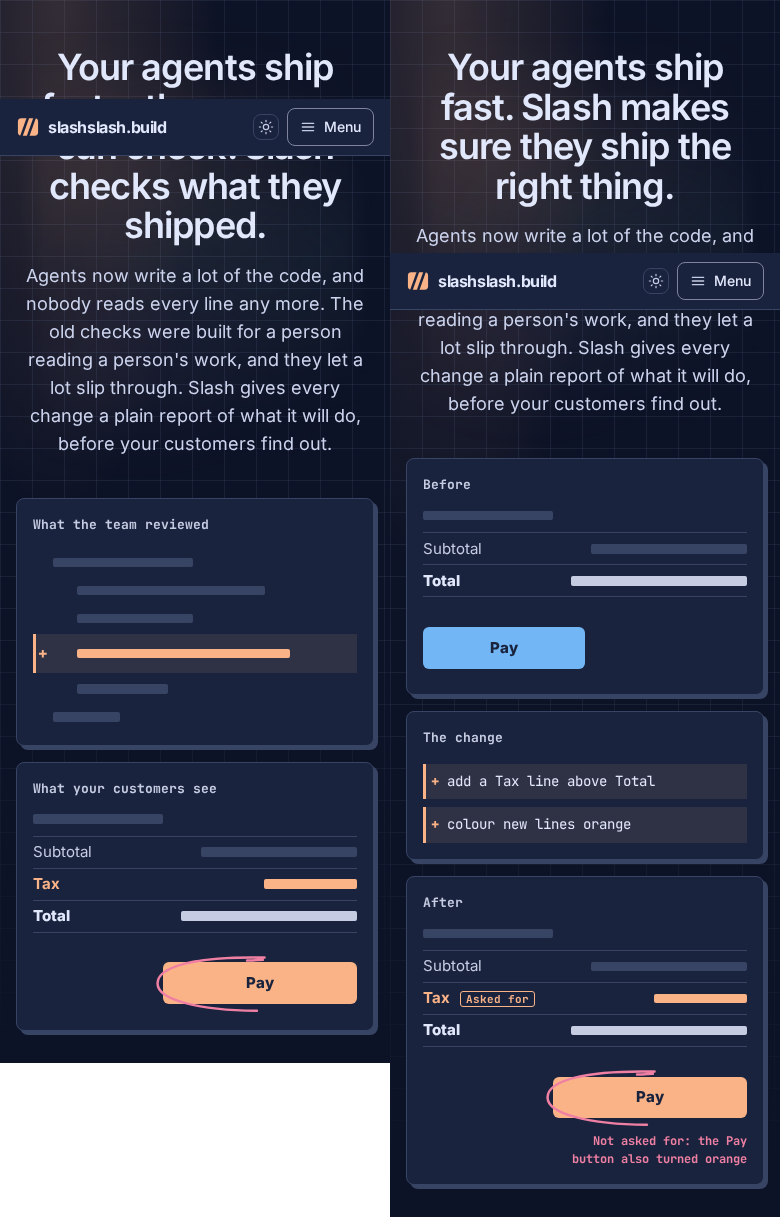 Your agents ship
slashslash.build
Menu
checks what they
shipped.
Agents now write a lot of the code, and
nobody reads every line any more. The
old checks were built for a person
reading a person's work, and they let a
lot slip through. Slash gives every
change a plain report of what it will do,
before your customers find out.
What the team reviewed
+
What your customers see
Subtotal
Tax
Total
Pay
Your agents ship
fast. Slash makes
sure they ship the
right thing.
Agents now write a lot of the code, and
slashslash.build
Menu
reading a person's work, and they let a
lot slip through. Slash gives every
change a plain report of what it will do,
before your customers find out.
Before
Subtotal
Total
Pay
The change
+ add a Tax line above Total
+ colour new lines orange
After
Subtotal
Tax Asked for
Total
Pay
Not asked for: the Pay
button also turned orange